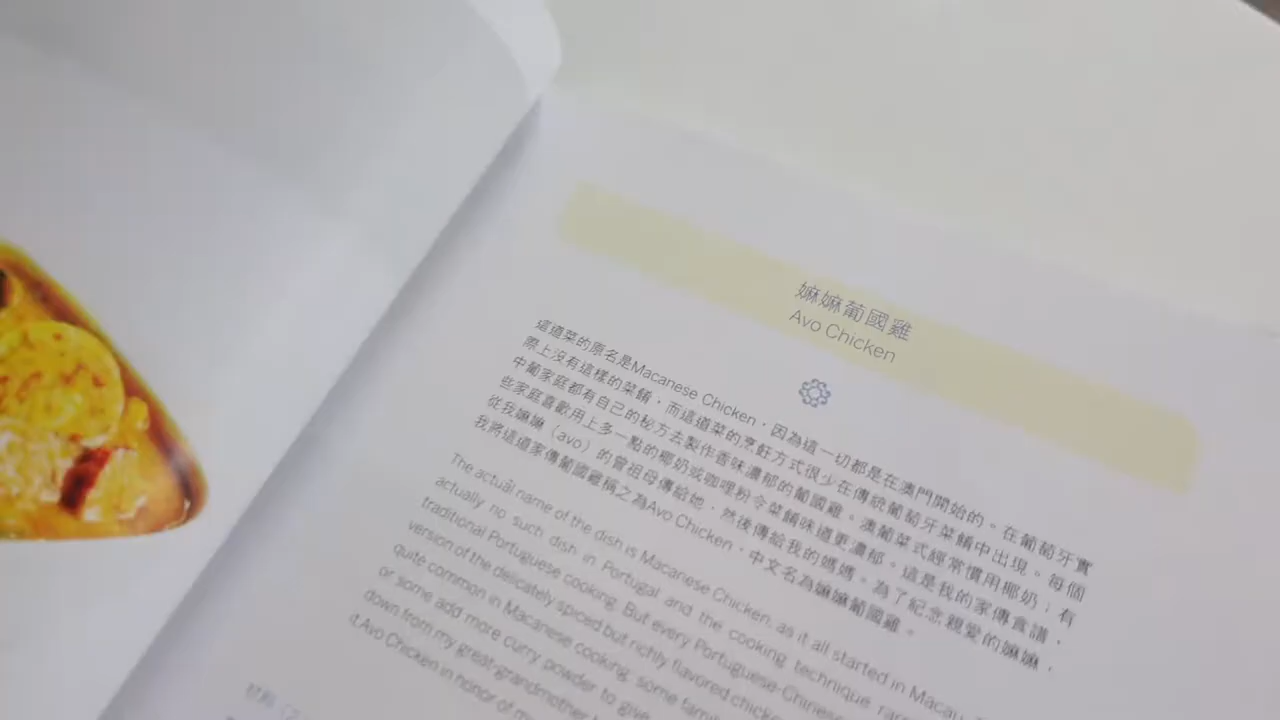 嫲嫲葡國雞
Avo Chicken
這道菜的原名是Macanese Chicken，因為這一切都是在澳門開始的。在葡萄牙實
際上沒有這樣的菜餚，而這道菜的烹飪方式很少在傳統葡萄牙菜餚中出現。每個
中葡家庭都有自己的秘方去製作香味濃郁的葡國雞。澳葡菜式經常慣用椰奶；有
些家庭喜歡用上多一點的椰奶或咖哩粉令菜餚味道更濃郁。這是我的家傳食譜，
從我嫲嫲（avo）的曾祖母傳給她，然後傳給我的媽媽。為了紀念親愛的嫲嫲，
我將這道家傳葡國雞稱之為Avo Chicken，中文名為嫲嫲葡國雞。
The actual name of the dish is Macanese Chicken, as it all started in Macau.
actually no such dish in Portugal and the cooking technique
traditional Portuguese cooking. But every Portuguese-Chinese
version of the delicately spiced but richly flavored
quite common in Macanese cooking, some
or some add more curry powder to give
down from my great-grandmother
it Avo Chicken in honor of
材料